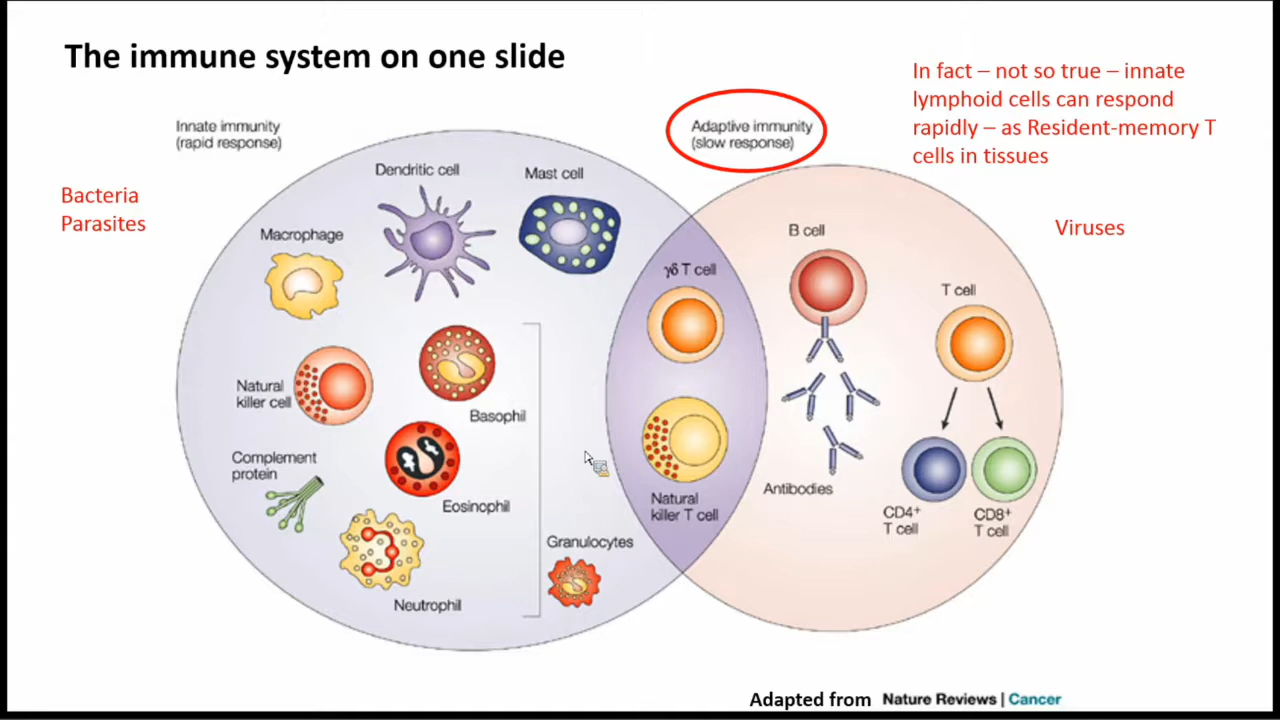 The immune system on one slide
In fact – not so true – innate
lymphoid cells can respond
rapidly – as Resident-memory T
cells in tissues
Innate immunity
(rapid response)
Adaptive immunity
(slow response)
Bacteria
Parasites
Viruses
Dendritic cell
Mast cell
Macrophage
B cell
γδ T cell
T cell
Natural
killer cell
Basophil
Complement
protein
Eosinophil
Natural
killer T cell
Antibodies
CD4⁺
T cell
CD8⁺
T cell
Granulocytes
Neutrophil
Adapted from Nature Reviews | Cancer